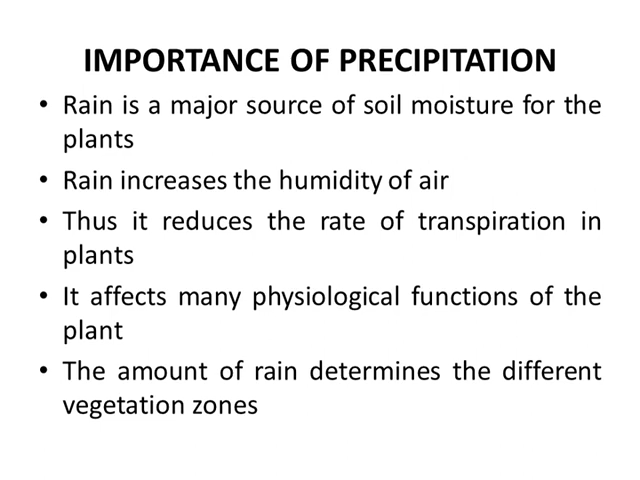 IMPORTANCE OF PRECIPITATION
• Rain is a major source of soil moisture for the
plants
• Rain increases the humidity of air
• Thus it reduces the rate of transpiration in
plants
• It affects many physiological functions of the
plant
• The amount of rain determines the different
vegetation zones